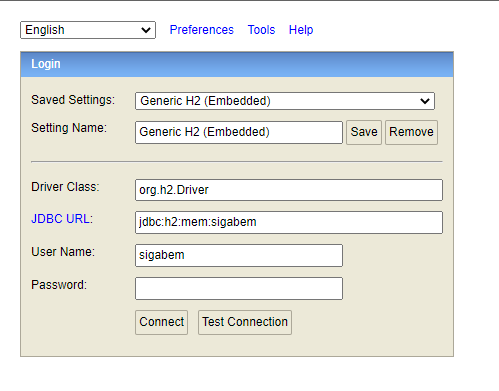 English Preferences Tools Help
Login
Saved Settings: Generic H2 (Embedded)
Setting Name: Generic H2 (Embedded) Save Remove
Driver Class: org.h2.Driver
JDBC URL: jdbc:h2:mem:sigabem
User Name: sigabem
Password:
Connect Test Connection